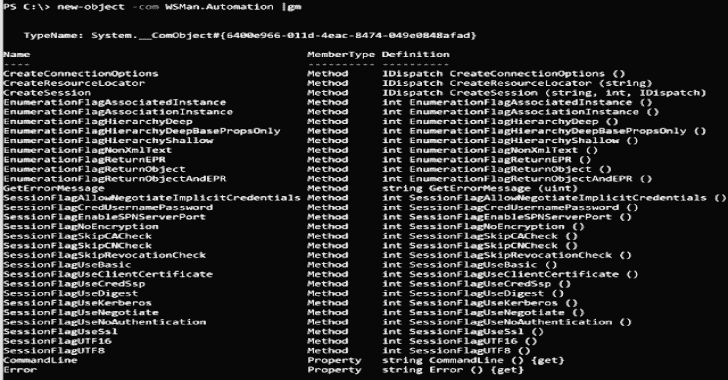 PS C:\> new-object -com WSMan.Automation |gm
TypeName: System.__ComObject#{6400e966-011d-4eac-8474-049e0848afad}
Name MemberType Definition
---- ---------- ----------
CreateConnectionOptions Method IDispatch CreateConnectionOptions ()
CreateResourceLocator Method IDispatch CreateResourceLocator (string)
CreateSession Method IDispatch CreateSession (string, int, IDispatch)
EnumerationFlagAssociatedInstance Method int EnumerationFlagAssociatedInstance ()
EnumerationFlagAssociationInstance Method int EnumerationFlagAssociationInstance ()
EnumerationFlagHierarchyDeep Method int EnumerationFlagHierarchyDeep ()
EnumerationFlagHierarchyDeepBasePropsOnly Method int EnumerationFlagHierarchyDeepBasePropsOnly ()
EnumerationFlagHierarchyShallow Method int EnumerationFlagHierarchyShallow ()
EnumerationFlagNonXmlText Method int EnumerationFlagNonXmlText ()
EnumerationFlagReturnEPR Method int EnumerationFlagReturnEPR ()
EnumerationFlagReturnObject Method int EnumerationFlagReturnObject ()
EnumerationFlagReturnObjectAndEPR Method int EnumerationFlagReturnObjectAndEPR ()
GetErrorMessage Method string GetErrorMessage (uint)
SessionFlagAllowNegotiateImplicitCredentials Method int SessionFlagAllowNegotiateImplicitCredentials ()
SessionFlagCredUsernamePassword Method int SessionFlagCredUsernamePassword ()
SessionFlagEnableSPNServerPort Method int SessionFlagEnableSPNServerPort ()
SessionFlagNoEncryption Method int SessionFlagNoEncryption ()
SessionFlagSkipCACheck Method int SessionFlagSkipCACheck ()
SessionFlagSkipCNCheck Method int SessionFlagSkipCNCheck ()
SessionFlagSkipRevocationCheck Method int SessionFlagSkipRevocationCheck ()
SessionFlagUseBasic Method int SessionFlagUseBasic ()
SessionFlagUseClientCertificate Method int SessionFlagUseClientCertificate ()
SessionFlagUseCredSsp Method int SessionFlagUseCredSsp ()
SessionFlagUseDigest Method int SessionFlagUseDigest ()
SessionFlagUseKerberos Method int SessionFlagUseKerberos ()
SessionFlagUseNegotiate Method int SessionFlagUseNegotiate ()
SessionFlagUseNoAuthentication Method int SessionFlagUseNoAuthentication ()
SessionFlagUseSsl Method int SessionFlagUseSsl ()
SessionFlagUTF16 Method int SessionFlagUTF16 ()
SessionFlagUTF8 Method int SessionFlagUTF8 ()
CommandLine Property string CommandLine () {get}
Error Property string Error () {get}